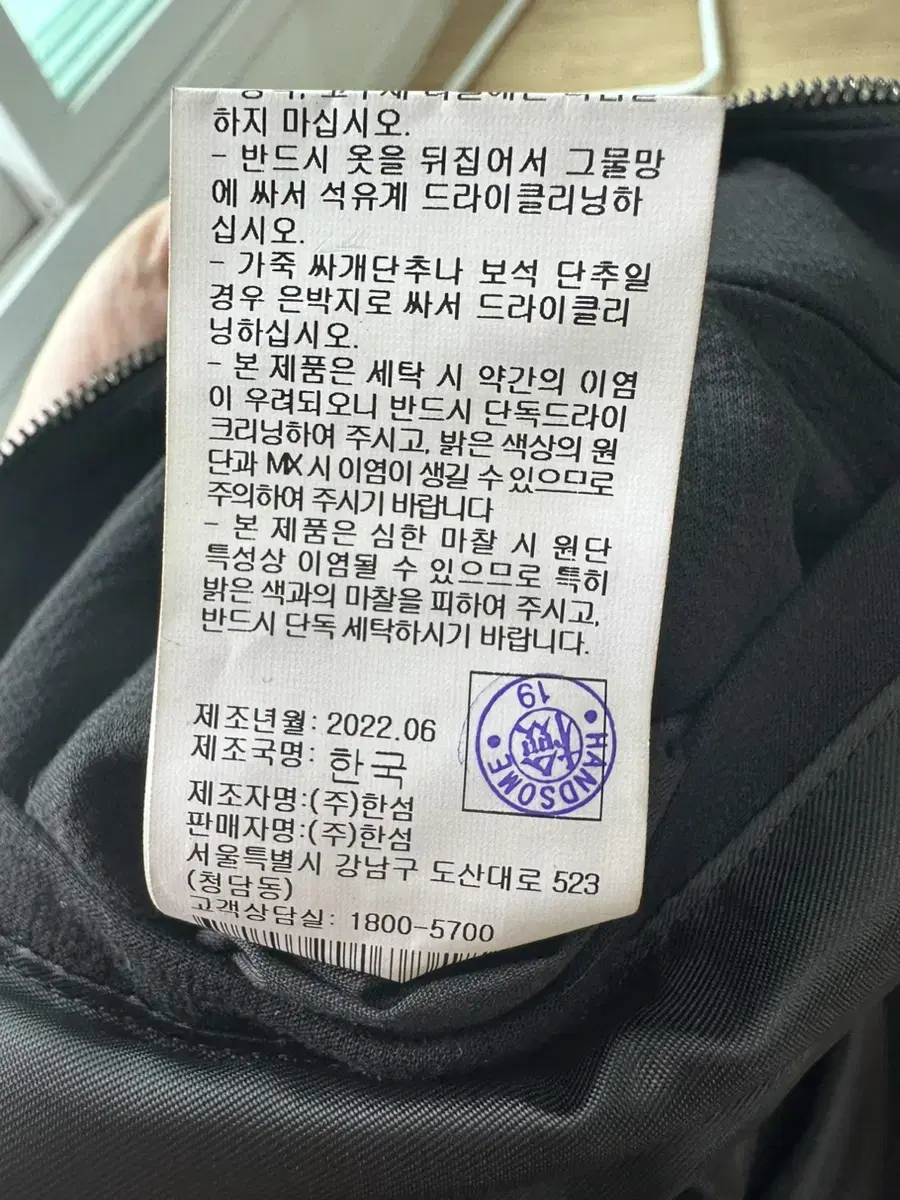 하지 마십시오.
- 반드시 옷을 뒤집어서 그물망
에 싸서 석유계 드라이클리닝하
십시오.
- 가죽 싸개단추나 보석 단추일
경우 은박지로 싸서 드라이클리
닝하십시오.
- 본 제품은 세탁 시 약간의 이염
이 우려되오니 반드시 단독드라이
크리닝하여 주시고, 밝은 색상의 원
단과 MIX 시 이염이 생길 수 있으므로
주의하여 주시기 바랍니다
- 본 제품은 심한 마찰 시 원단
특성상 이염될 수 있으므로 특히
밝은 색과의 마찰을 피하여 주시고,
반드시 단독 세탁하시기 바랍니다.
제조년월: 2022.06
제조국명: 한국
제조자명:(주)한섬
판매자명:(주)한섬
서울특별시 강남구 도산대로 523
(청담동)
고객상담실: 1800-5700
19
檢
HANDSOME